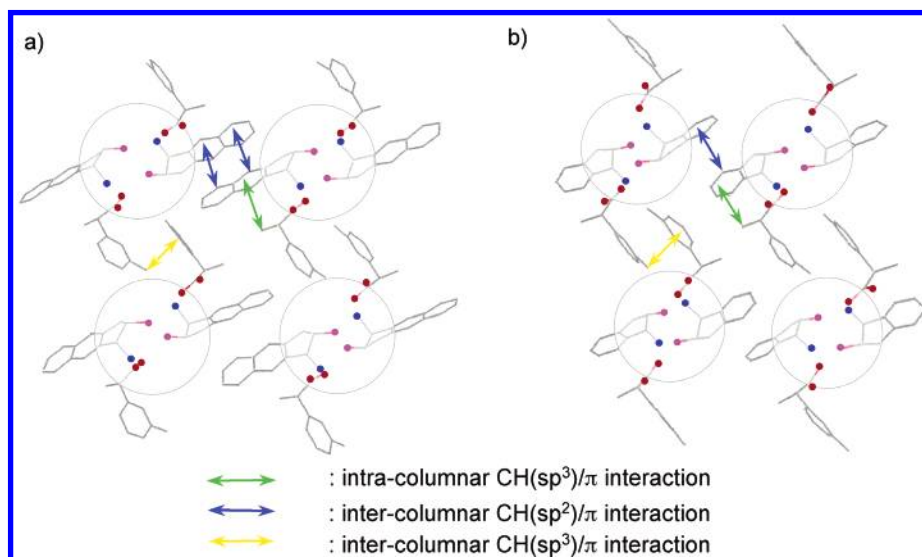 a)
b)
: intra-columnar CH(sp³)/π interaction
: inter-columnar CH(sp²)/π interaction
: inter-columnar CH(sp³)/π interaction